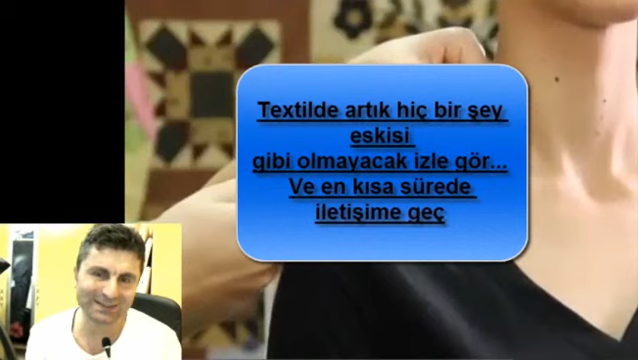 Textilde artık hiç bir şey
eskisi
gibi olmayacak izle gör...
Ve en kısa sürede
iletişime geç